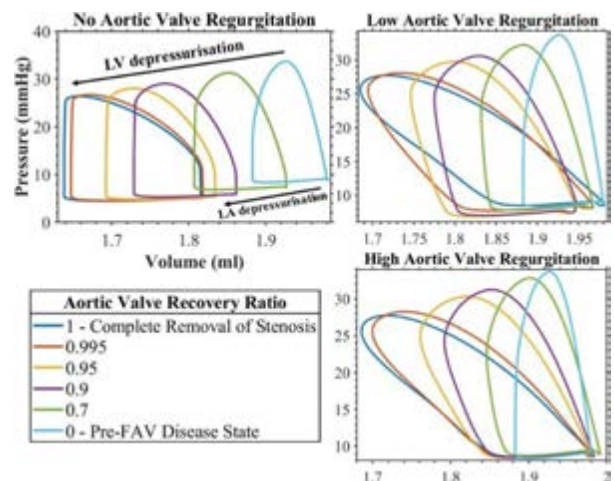 No Aortic Valve Regurgitation
40
30
20
10
0
Pressure (mmHg)
LV depressurisation
LA depressurisation
1.7 1.8 1.9
Volume (ml)
Low Aortic Valve Regurgitation
30
25
20
15
10
1.7 1.75 1.8 1.85 1.9 1.95
High Aortic Valve Regurgitation
30
25
20
15
10
1.7 1.8 1.9 2
Aortic Valve Recovery Ratio
1 - Complete Removal of Stenosis
0.995
0.95
0.9
0.7
0 - Pre-FAV Disease State